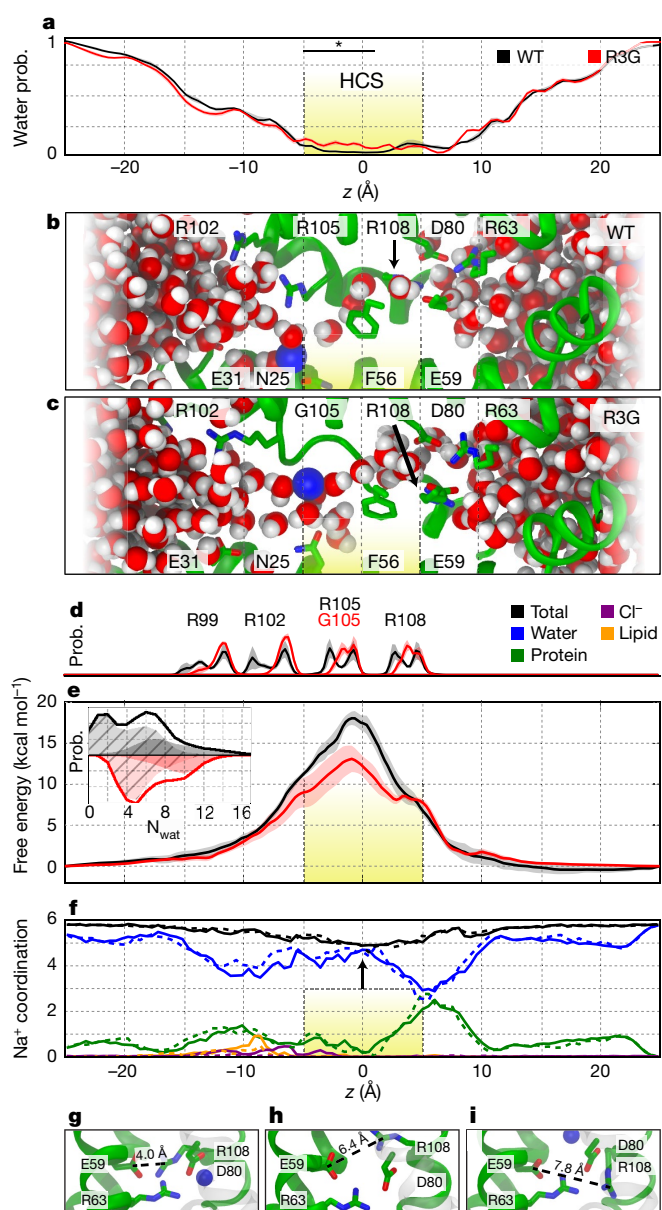 a
1
*
WT R3G
HCS
Water prob.
0
−20 −10 0 10 20
z (Å)
b R102 R105 R108 D80 R63 WT
E31 N25 F56 E59
c R102 G105 R108 D80 R63 R3G
E31 N25 F56 E59
d
R99 R102 R105 R108
G105
Prob.
Total Cl−
Water Lipid
Protein
e
20
15
10
5
0
Free energy (kcal mol−1)
Prob.
0 4 8 12 16
Nwat
f
6
4
2
0
Na+ coordination
−20 −10 0 10 20
z (Å)
g h i
4.0 Å
E59 R108
D80
R63
6.4 Å
E59 R108
D80
R63
D80
E59 7.8 Å R108
R63